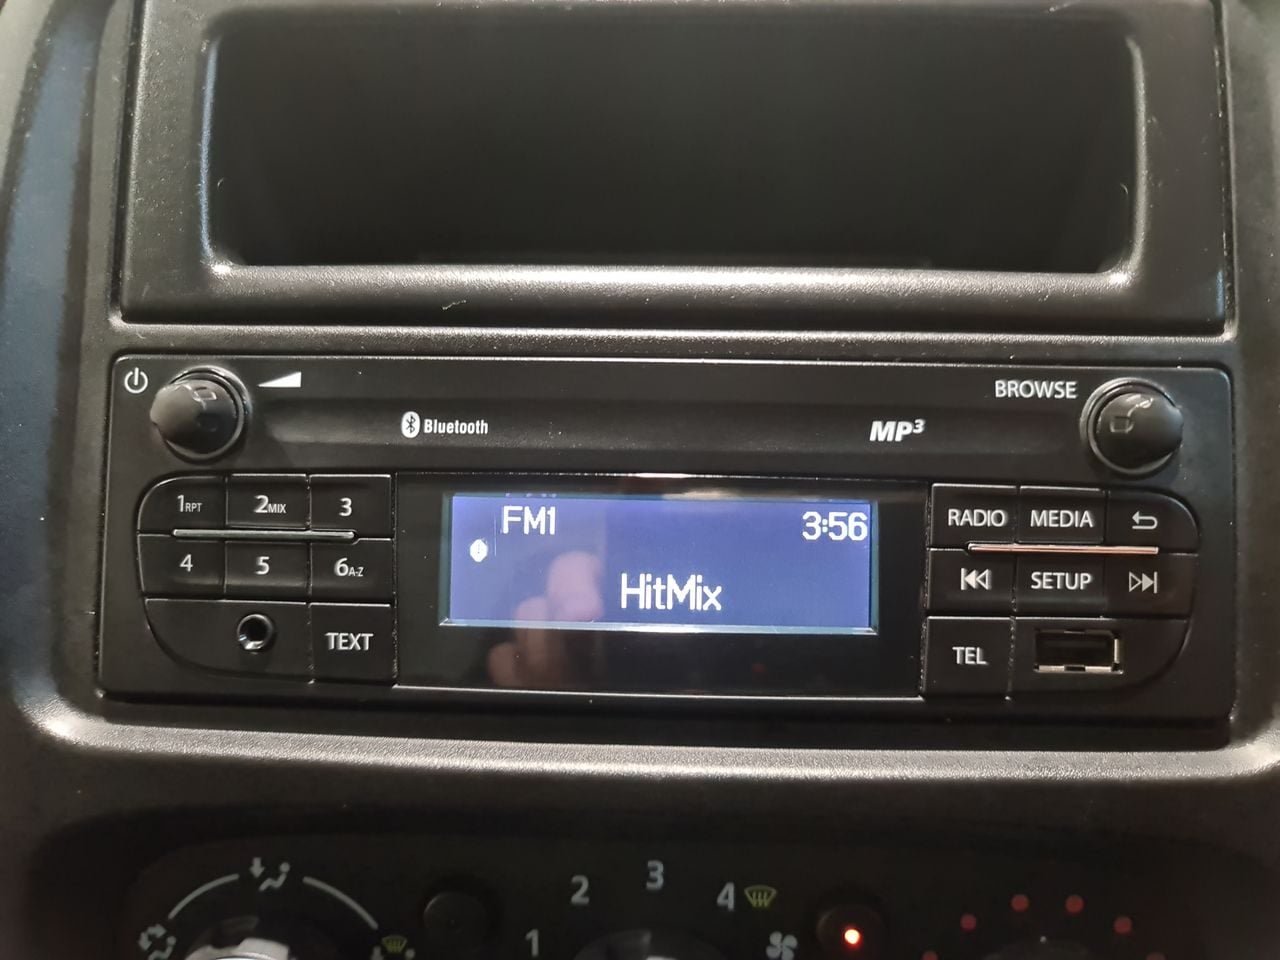 BROWSE
Bluetooth
MP3
1RPT 2MIX 3
4 5 6A-Z
TEXT
FM1 3:56
HitMix
RADIO MEDIA
SETUP
TEL
1 2 3 4